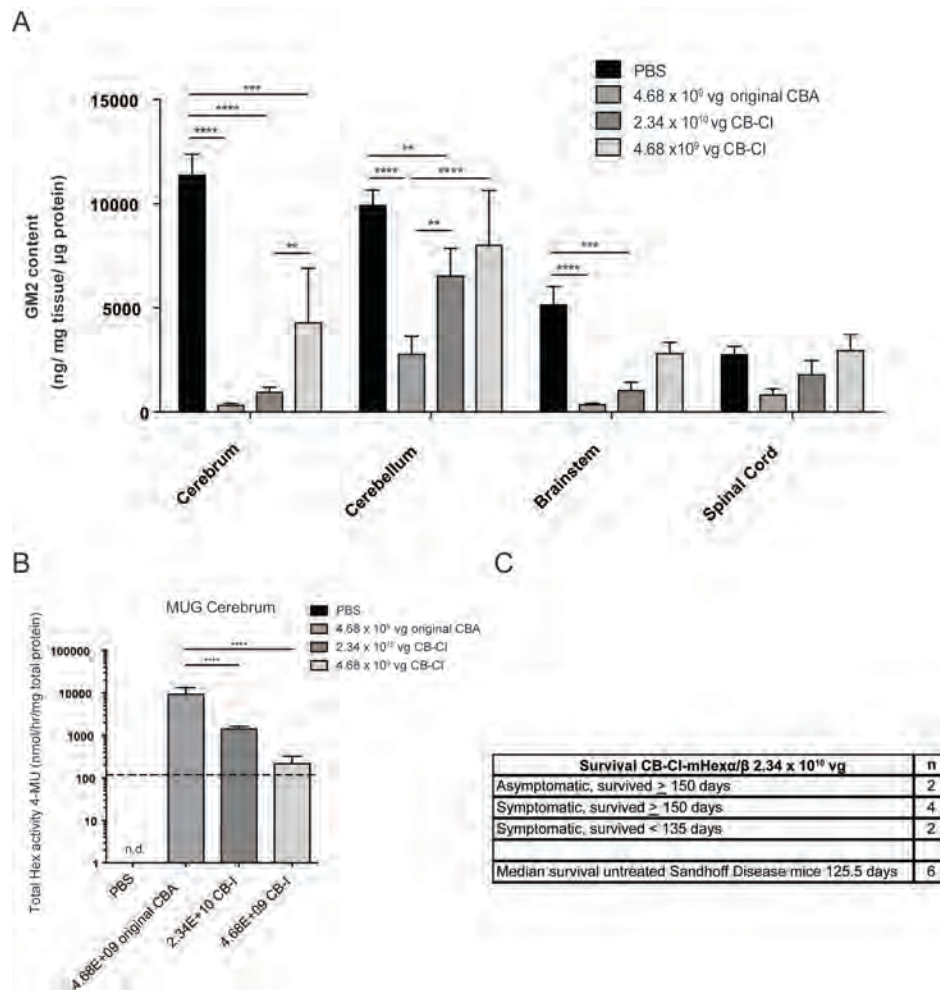 A
PBS
4.68 x 10⁹ vg original CBA
2.34 x 10¹⁰ vg CB-CI
4.68 x10⁹ vg CB-CI
GM2 content
(ng/ mg tissue/ µg protein)
15000
10000
5000
0
***
****
****
**
**
****
****
**
***
****
Cerebrum
Cerebellum
Brainstem
Spinal Cord
B
MUG Cerebrum
PBS
4.68 x 10⁹ vg original CBA
2.34 x 10¹⁰ vg CB-CI
4.68 x 10⁹ vg CB-CI
Total Hex activity 4-MU (nmol/hr/mg total protein)
100000
10000
1000
100
10
1
****
****
n.d.
PBS
4.68E+09 original CBA
2.34E+10 CB-I
4.68E+09 CB-I
C
Survival CB-CI-mHexα/β 2.34 x 10¹⁰ vg n
Asymptomatic, survived ≥ 150 days 2
Symptomatic, survived ≥ 150 days 4
Symptomatic, survived < 135 days 2
Median survival untreated Sandhoff Disease mice 125.5 days 6